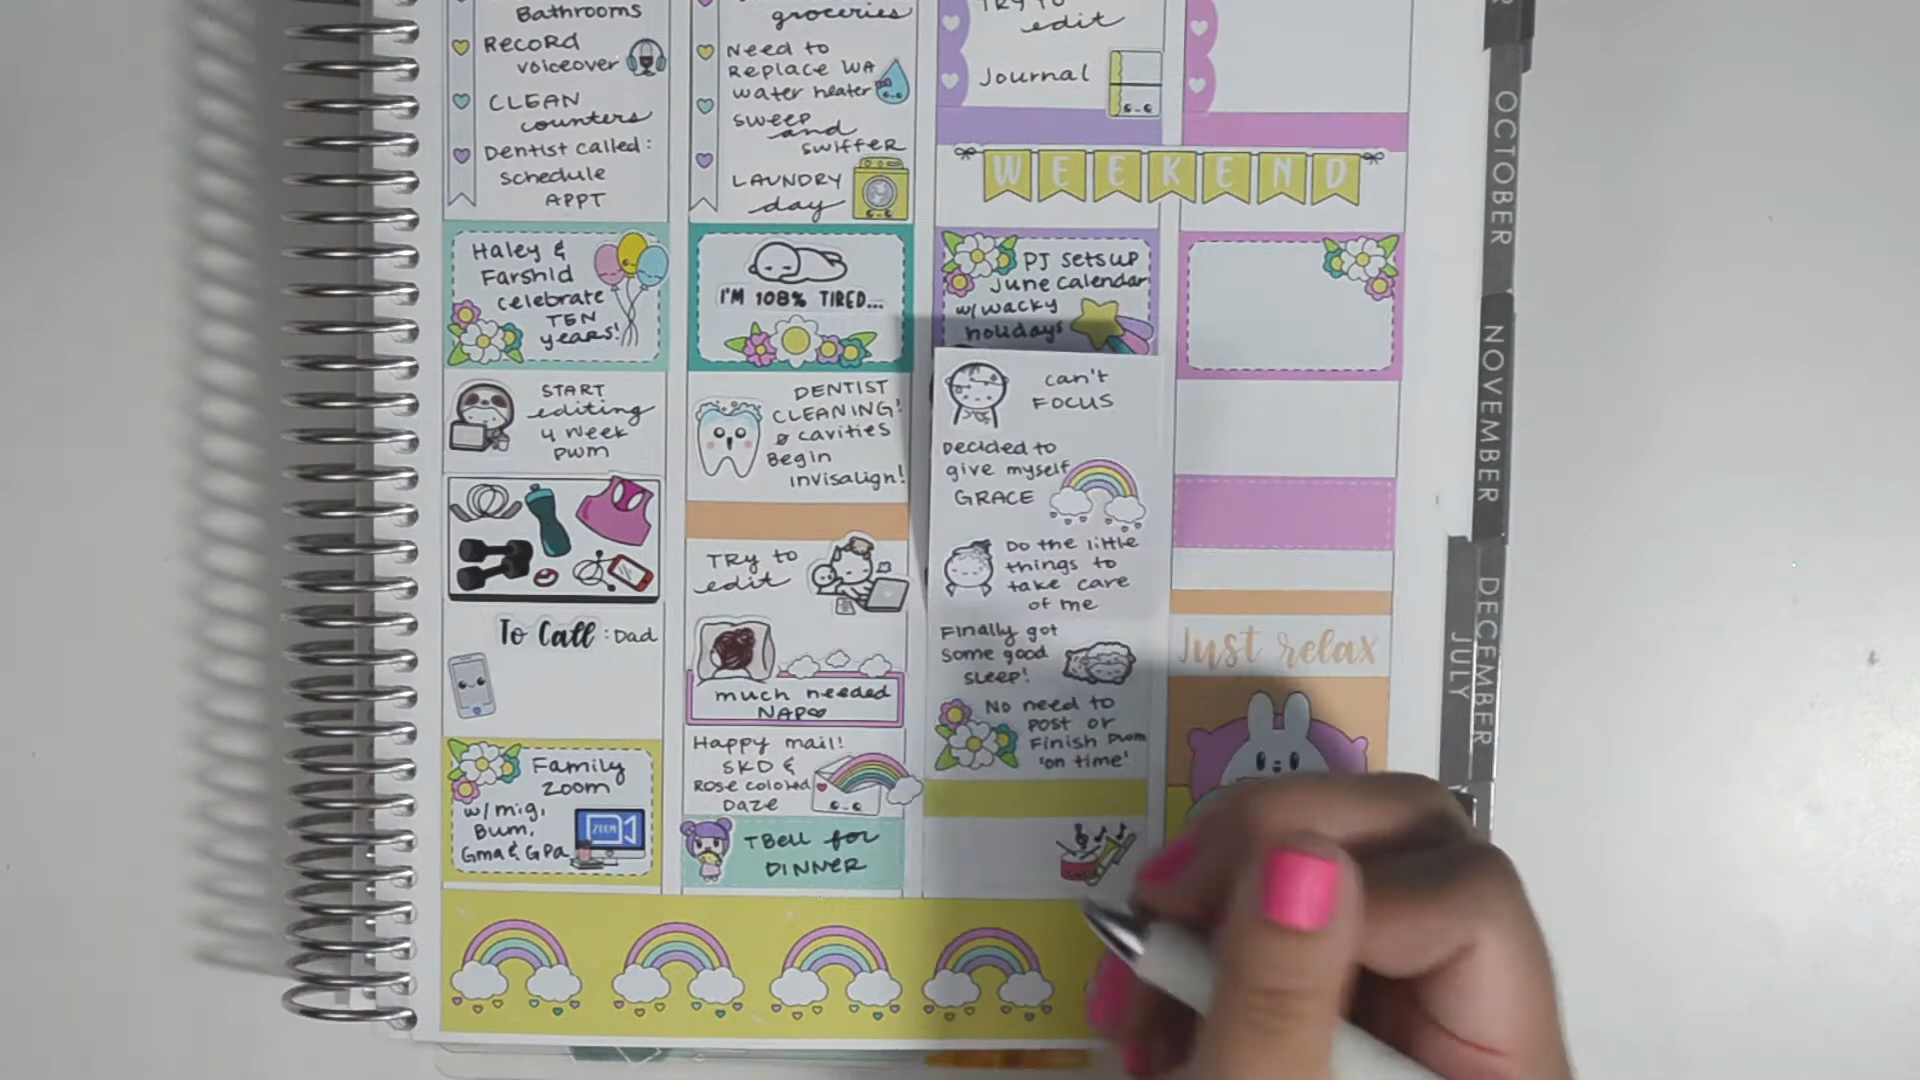 Bathrooms
Record
voiceover
CLEAN
counters
Dentist called:
schedule
APPT
Haley &
Farshid
celebrate
TEN
years!
START
editing
4 week
pwm
To Call : Dad
Family
Zoom
w/ mig,
Bum,
Gma & GPa
ZOOM
groceries
Need to
Replace WA
water heater
sweep
and
swiffer
LAUNDRY
day
I'M 108% TIRED...
DENTIST
CLEANING!
ø cavities
Begin
invisalign!
TRY to
edit
much needed
NAP
Happy mail!
SKD &
Rose colored
Daze
TBell for
DINNER
TRY to
edit
Journal
WEEKEND
PJ sets up
June calendar
w/ wacky
holidays
can't
FOCUS
Decided to
give myself
GRACE
Do the little
things to
take care
of me
Finally got
some good
sleep!
No need to
post or
Finish pwm
'on time'
Just relax
OCTOBER
NOVEMBER
DECEMBER
JULY
DECEMBER